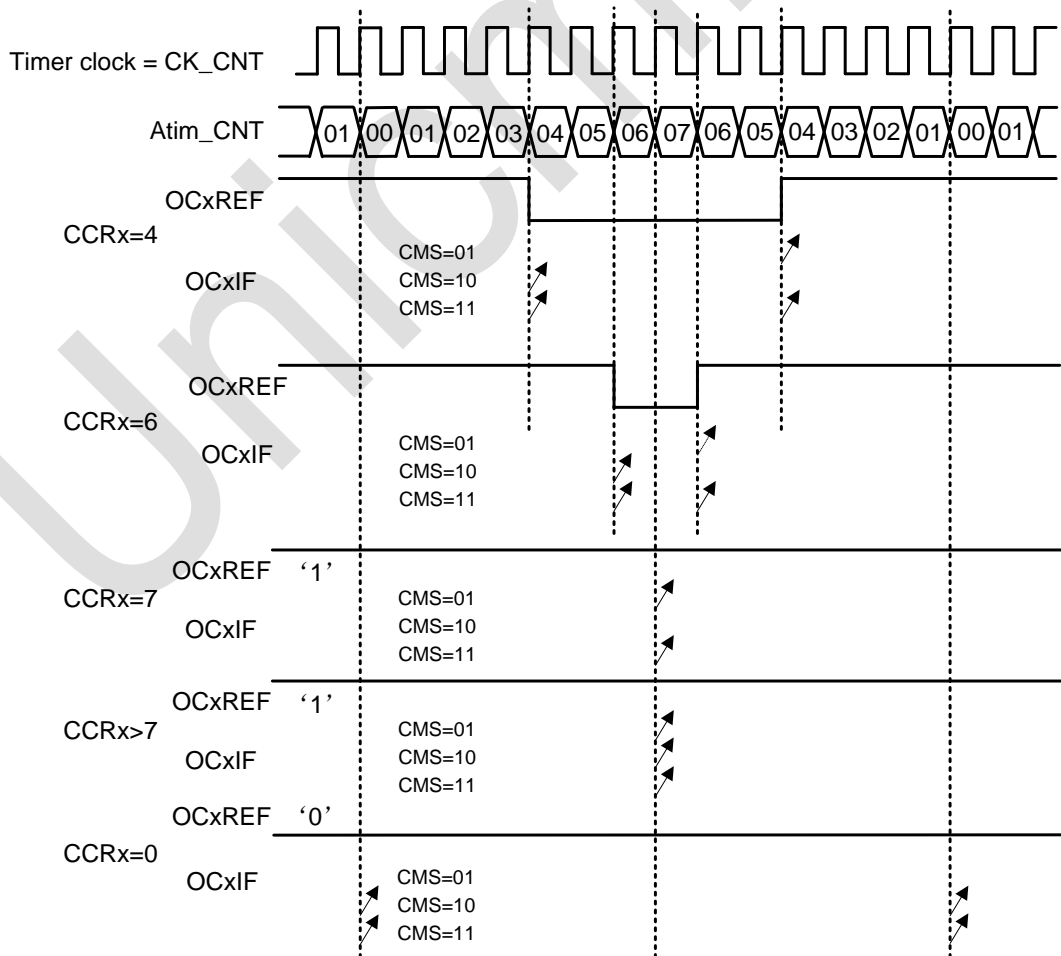 Timer clock = CK_CNT
Atim_CNT 01 00 01 02 03 04 05 06 07 06 05 04 03 02 01 00 01
OCxREF
CCRx=4
CMS=01
OCxIF CMS=10
CMS=11
OCxREF
CCRx=6
CMS=01
OCxIF CMS=10
CMS=11
OCxREF ‘1’
CCRx=7 CMS=01
OCxIF CMS=10
CMS=11
OCxREF ‘1’
CCRx>7 CMS=01
OCxIF CMS=10
CMS=11
OCxREF ‘0’
CCRx=0
OCxIF CMS=01
CMS=10
CMS=11
Unicm